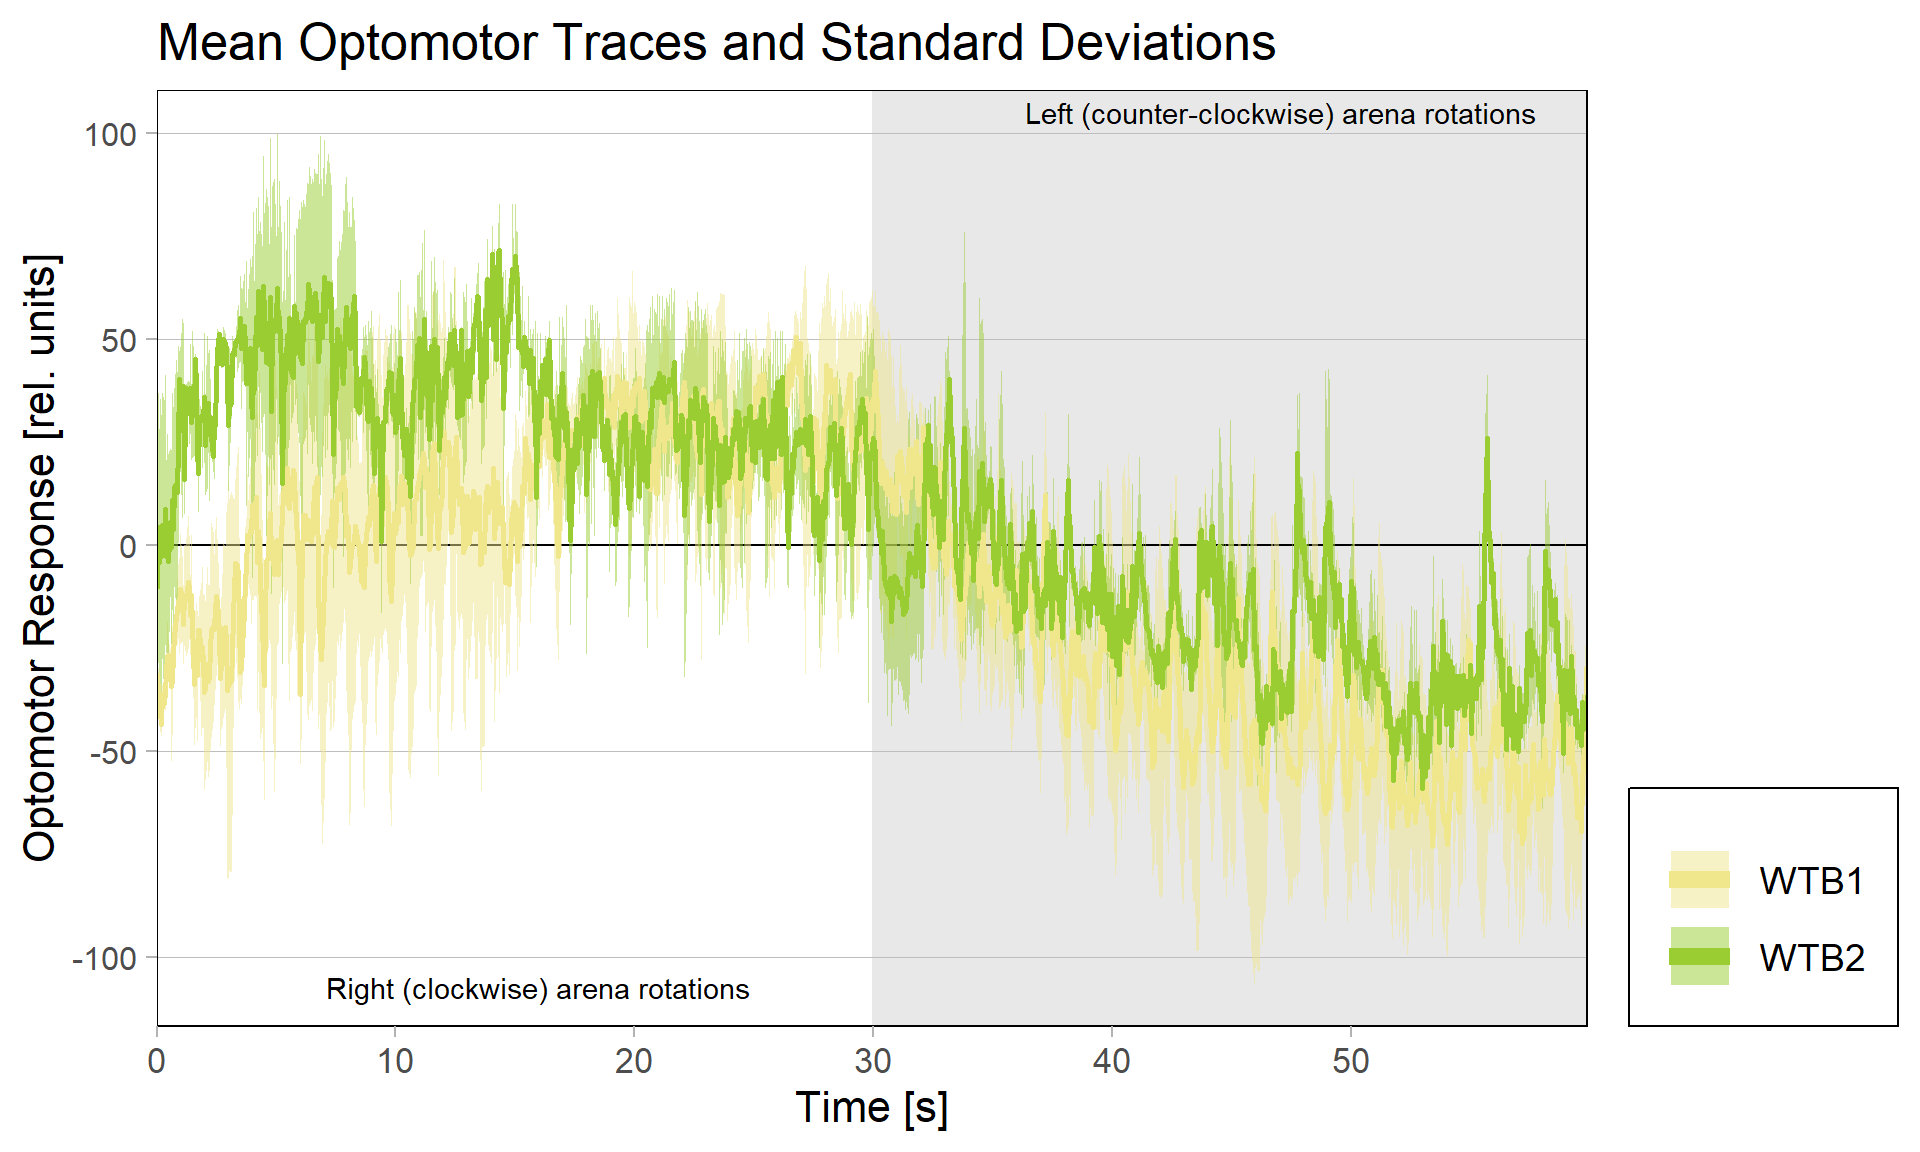 Mean Optomotor Traces and Standard Deviations
Left (counter-clockwise) arena rotations
100
50
0
-50
-100
Optomotor Response [rel. units]
Right (clockwise) arena rotations
0 10 20 30 40 50
Time [s]
WTB1
WTB2